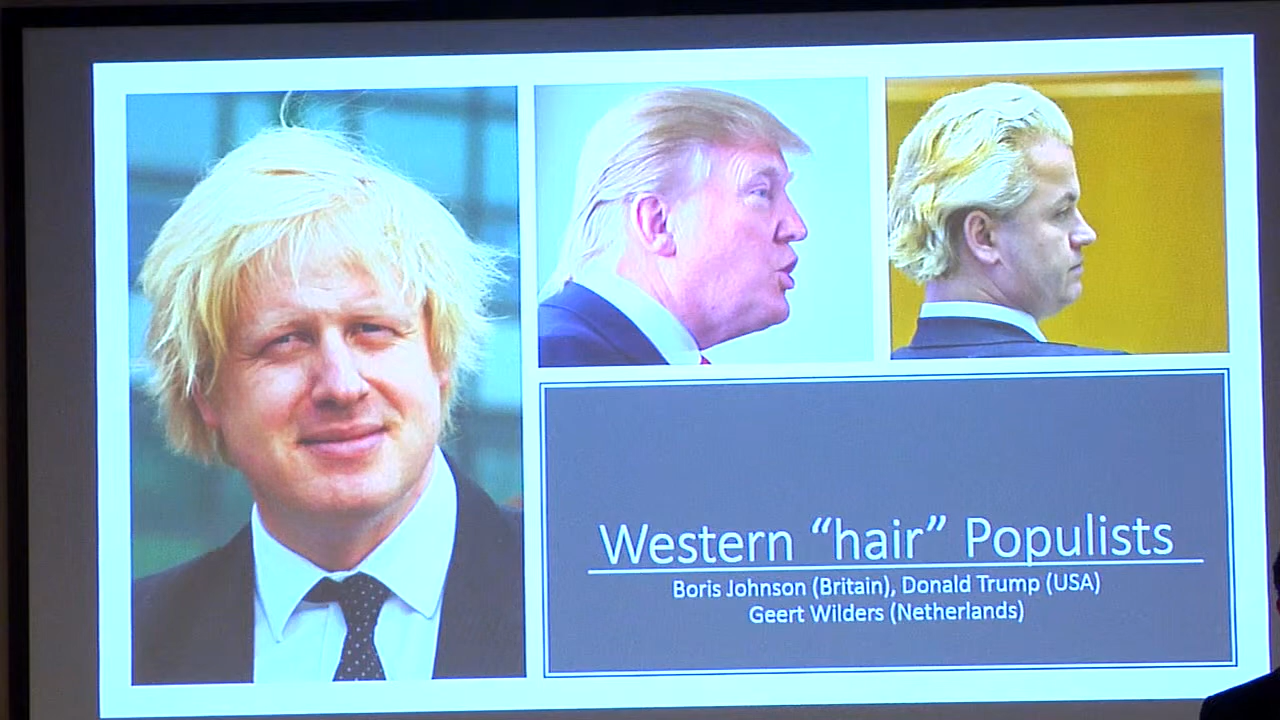 Western “hair” Populists
Boris Johnson (Britain), Donald Trump (USA)
Geert Wilders (Netherlands)